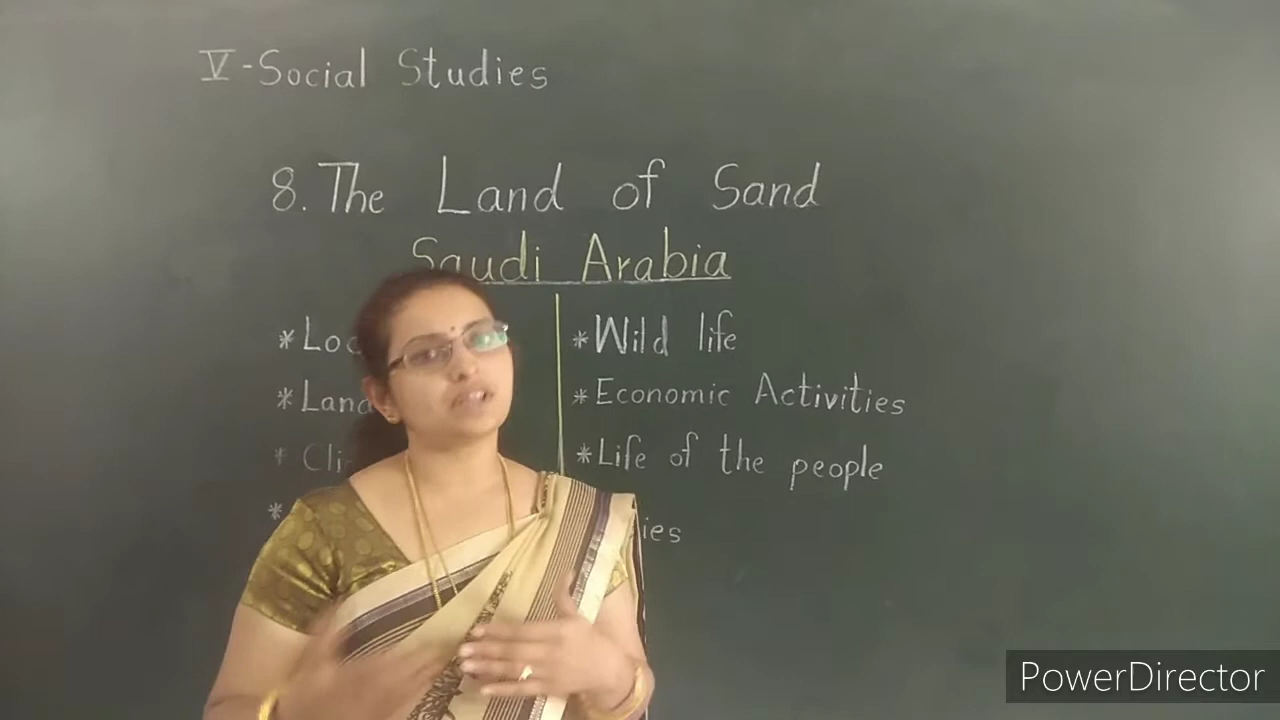 V - Social Studies
8. The Land of Sand
Saudi Arabia
* Wild life
* Economic Activities
* Life of the people
PowerDirector